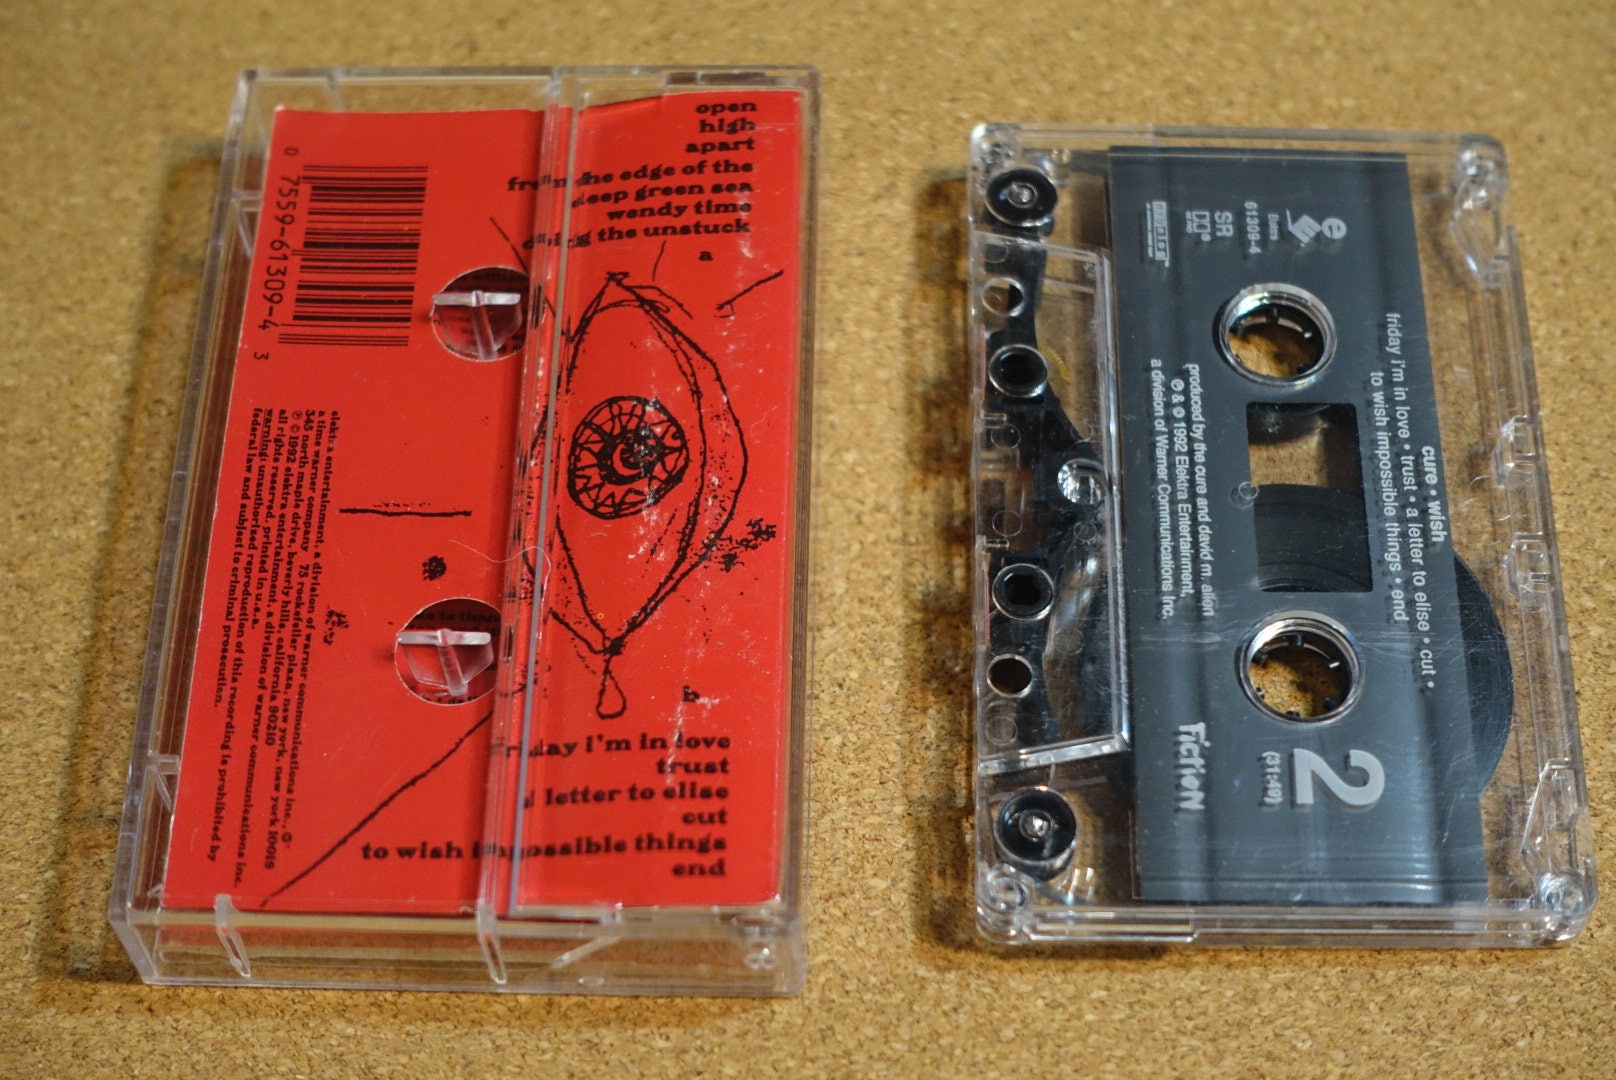 open
high
apart
from the edge of the
deep green sea
wendy time
doing the unstuck
a
b
friday i'm in love
trust
a letter to elise
cut
to wish impossible things
end
0 7559-61309-4 3
elektra entertainment, a division of warner communications inc., ©·
a time warner company 75 rockefeller plaza, new york, new york 10019
345 north maple drive, beverly hills, california 90210
℗ © 1992 elektra entertainment, a division of warner communications inc.
all rights reserved. printed in u.s.a.
warning: unauthorized reproduction of this recording is prohibited by
federal law and subject to criminal prosecution.
cure • wish
friday i'm in love • trust • a letter to elise • cut •
to wish impossible things • end
e
Elektra
61309-4
SR
produced by the cure and david m. allen
℗ & © 1992 Elektra Entertainment,
a division of Warner Communications Inc.
2
(31:49)
Fiction